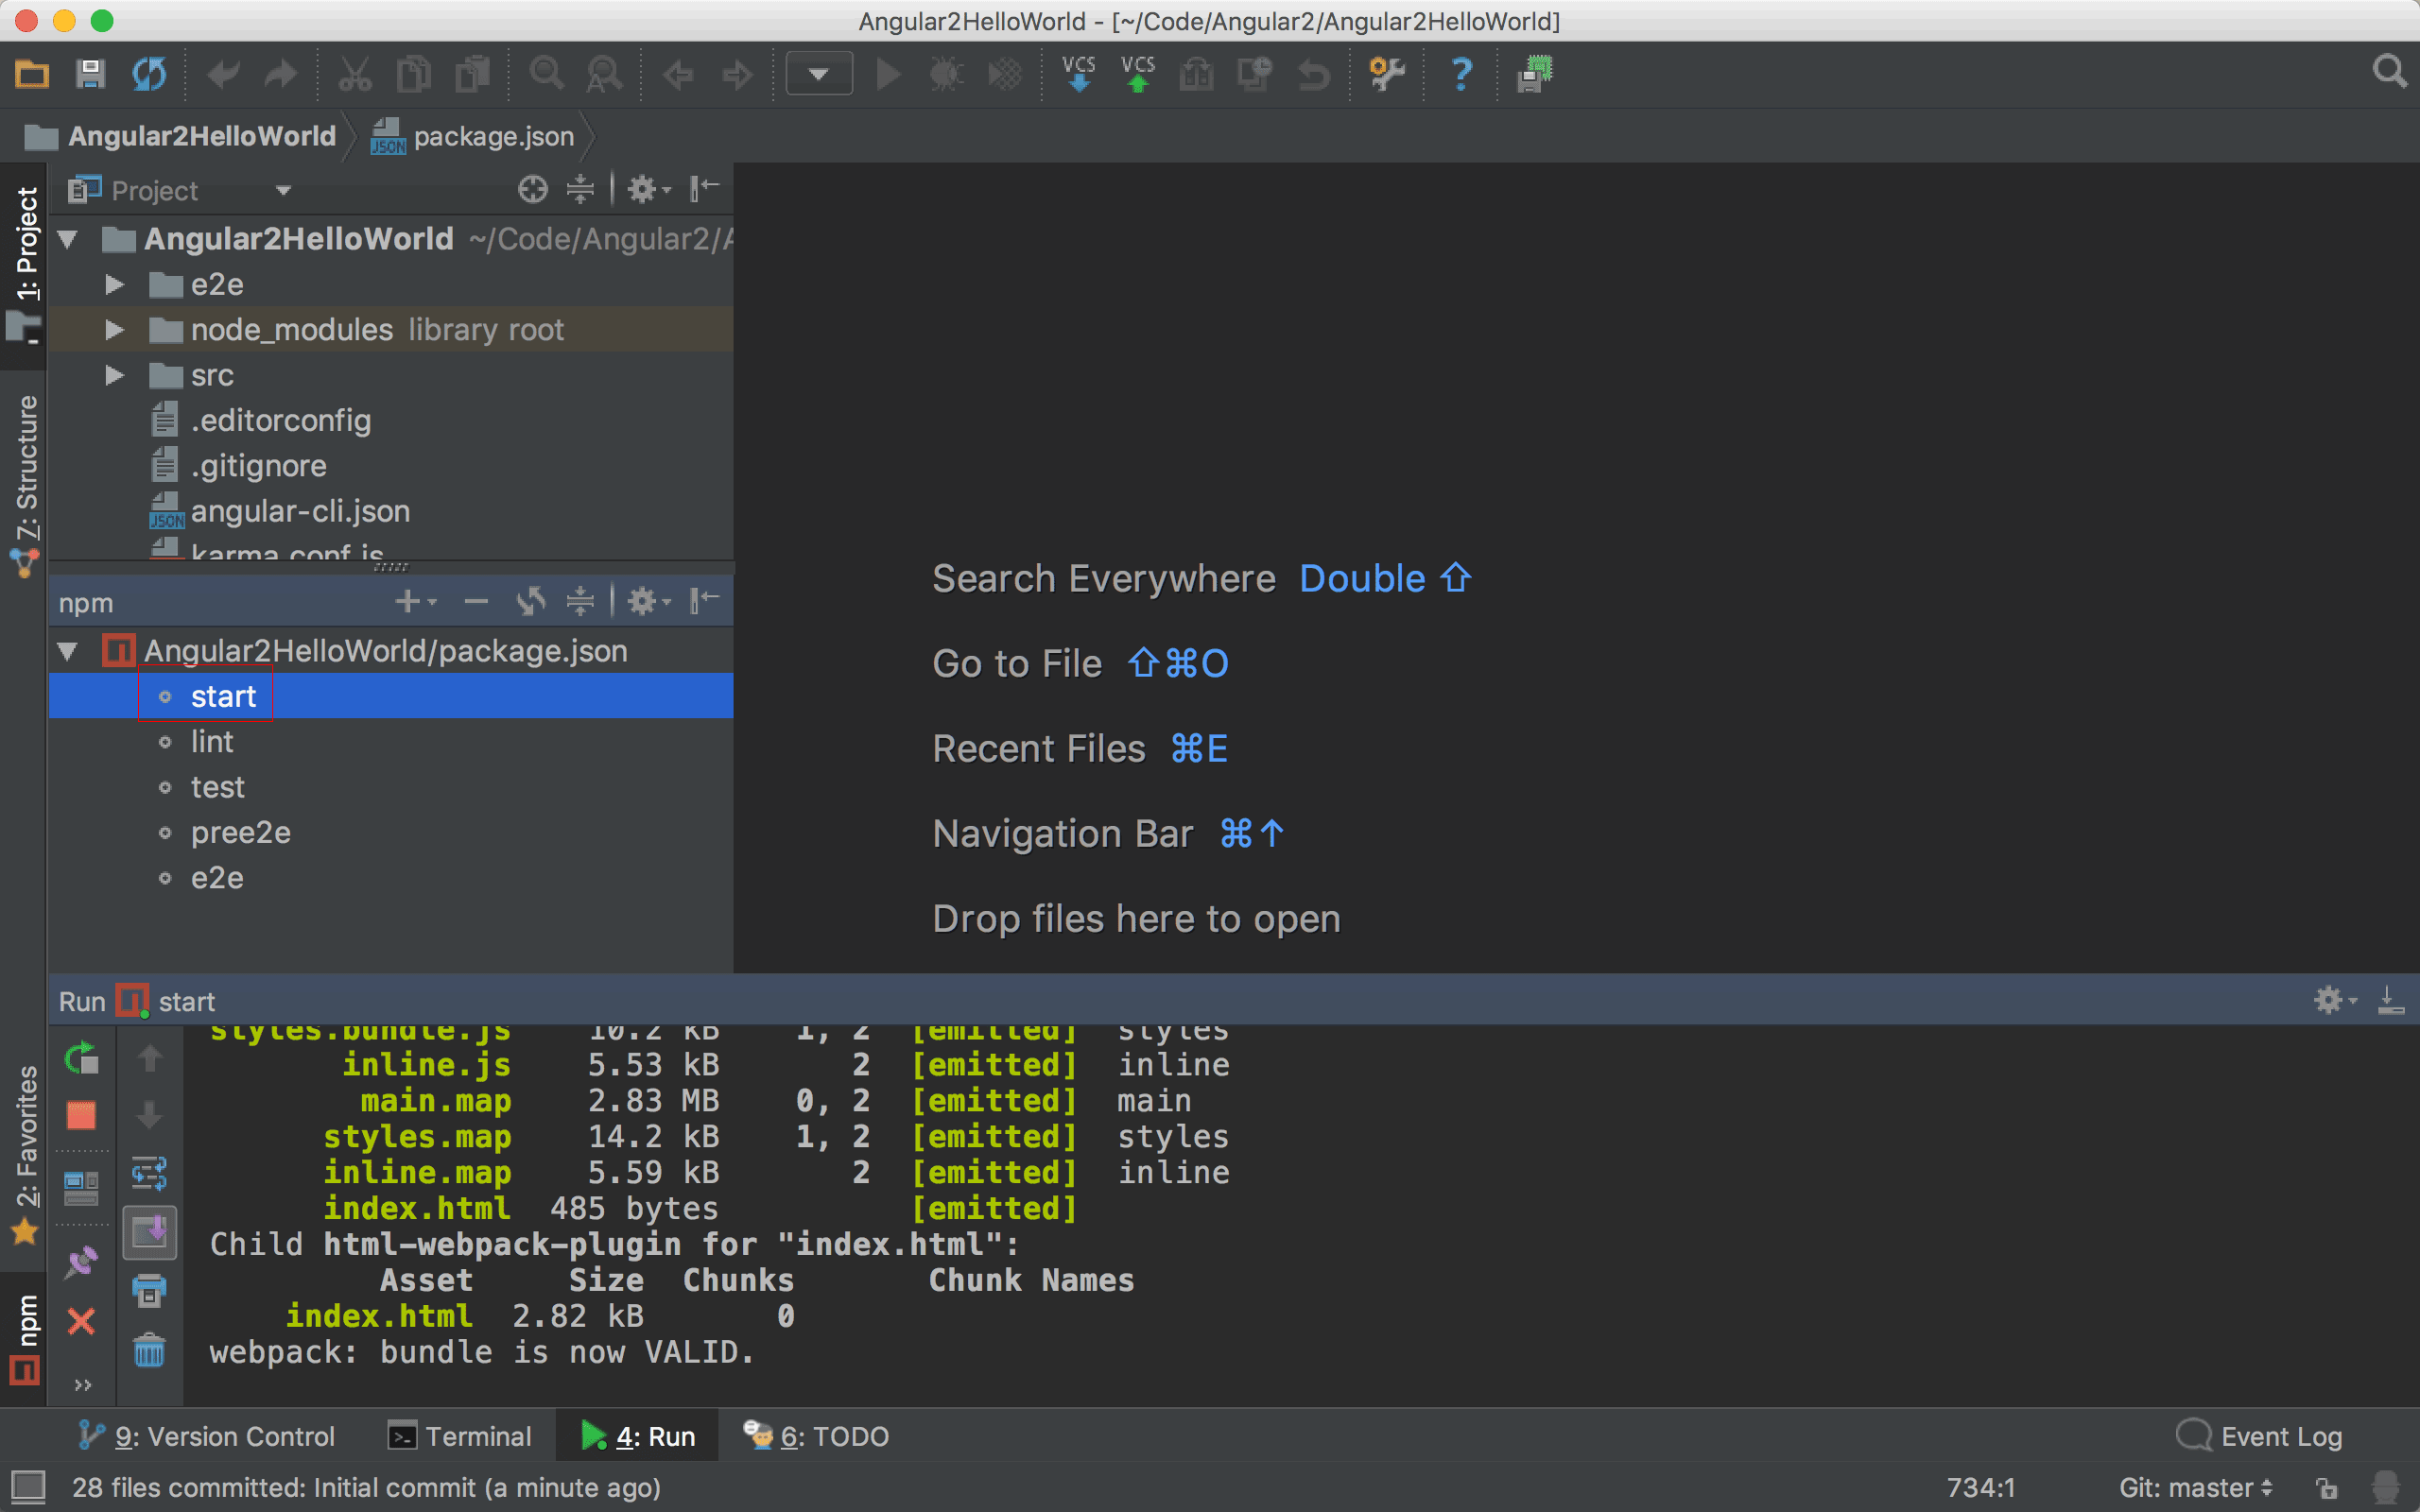 Angular2HelloWorld - [~/Code/Angular2/Angular2HelloWorld]
VCS VCS ?
Angular2HelloWorld JSON package.json
1: Project
7: Structure
2: Favorites
npm
Project
Angular2HelloWorld ~/Code/Angular2/A
e2e
node_modules library root
src
.editorconfig
.gitignore
JSON angular-cli.json
karma.conf.js
npm
Angular2HelloWorld/package.json
start
lint
test
pree2e
e2e
Search Everywhere Double ⇧
Go to File ⇧⌘O
Recent Files ⌘E
Navigation Bar ⌘↑
Drop files here to open
Run start
styles.bundle.js 10.2 kB 1, 2 [emitted] styles
inline.js 5.53 kB 2 [emitted] inline
main.map 2.83 MB 0, 2 [emitted] main
styles.map 14.2 kB 1, 2 [emitted] styles
inline.map 5.59 kB 2 [emitted] inline
index.html 485 bytes [emitted]
Child html-webpack-plugin for "index.html":
Asset Size Chunks Chunk Names
index.html 2.82 kB 0
webpack: bundle is now VALID.
9: Version Control Terminal 4: Run 6: TODO Event Log
28 files committed: Initial commit (a minute ago) 734:1 Git: master